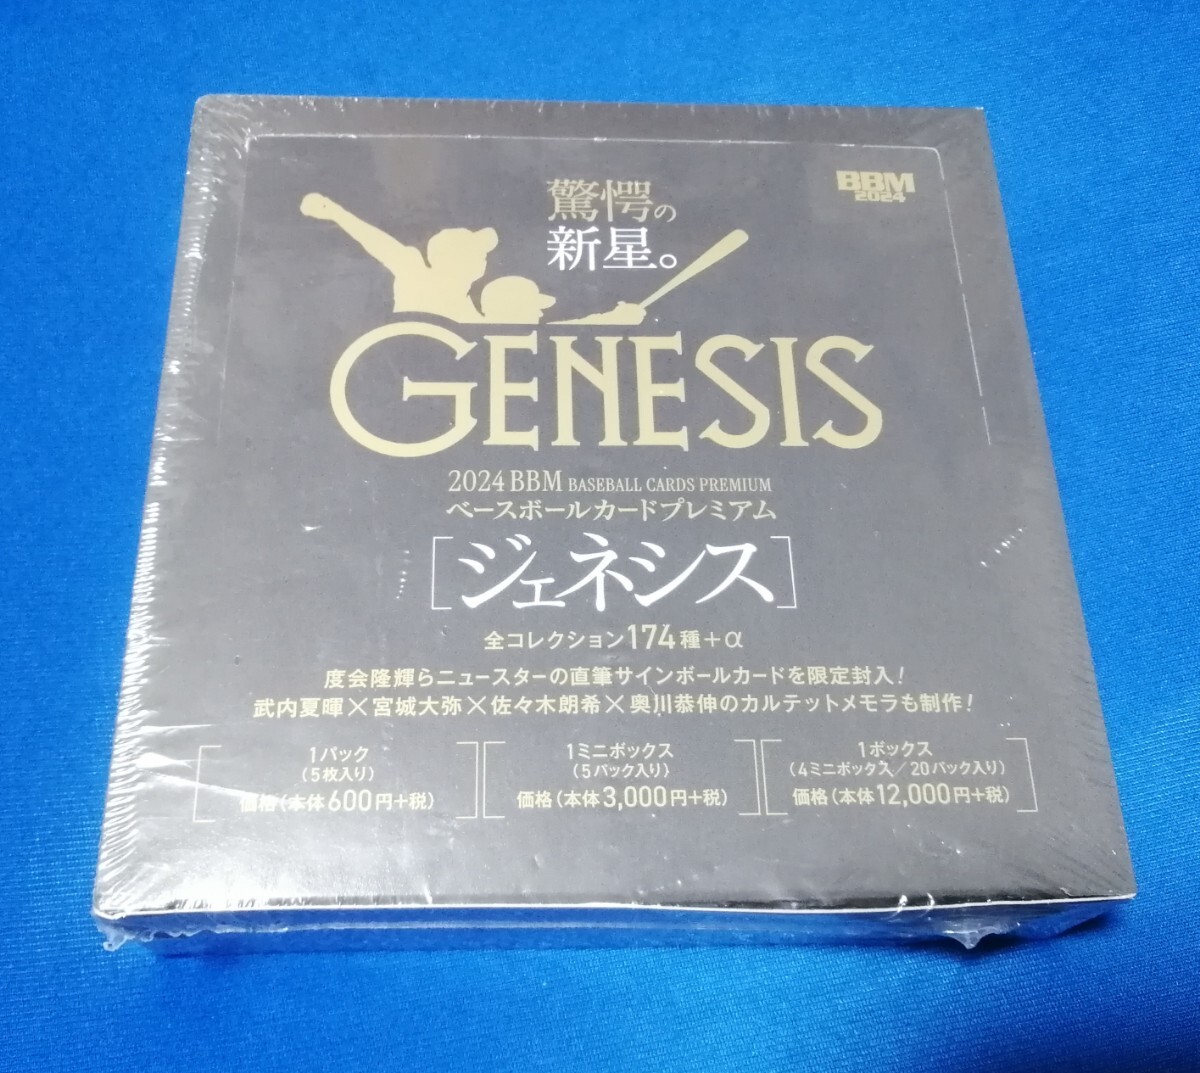 驚愕の
新星。
BBM
2024
GENESIS
2024 BBM BASEBALL CARDS PREMIUM
ベースボールカードプレミアム
[ジェネシス]
全コレクション174種+α
度会隆輝らニュースターの直筆サインボールカードを限定封入!
武内夏暉×宮城大弥×佐々木朗希×奥川恭伸のカルテットメモラも制作!
1パック
(5枚入り)
価格(本体600円+税)
1ミニボックス
(5パック入り)
価格(本体3,000円+税)
1ボックス
(4ミニボックス/20パック入り)
価格(本体12,000円+税)